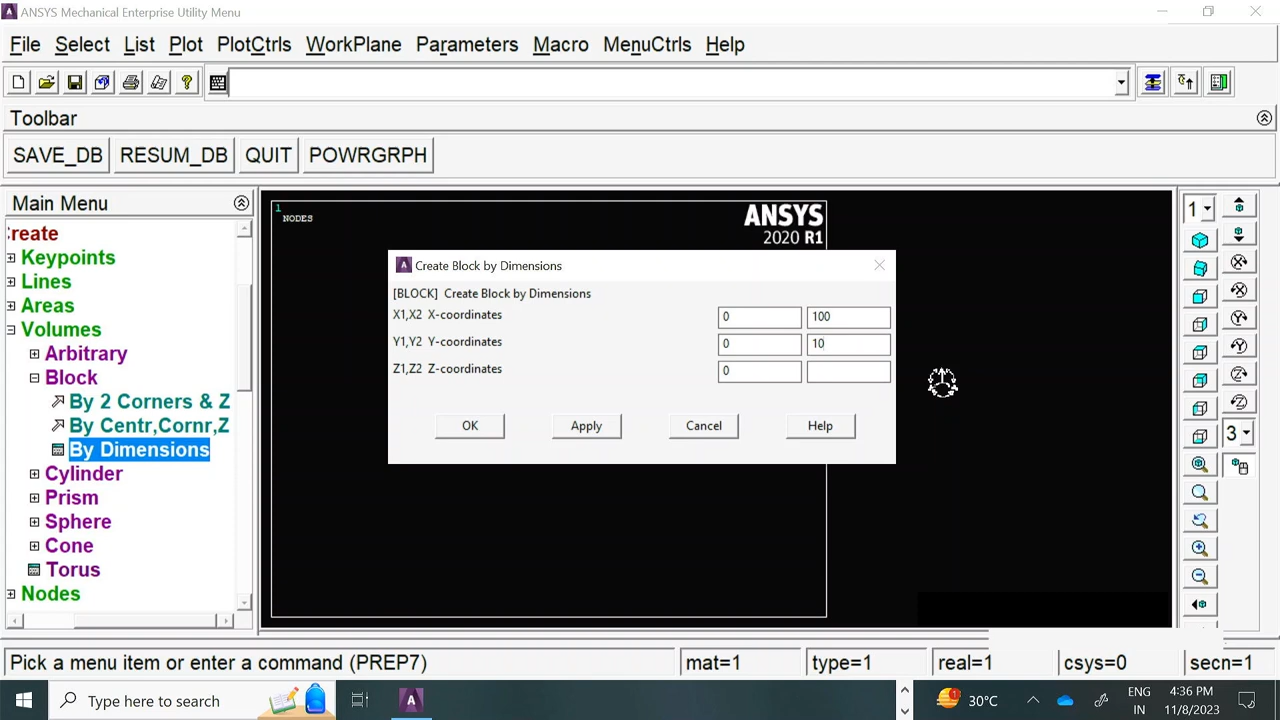 ANSYS Mechanical Enterprise Utility Menu
File Select List Plot PlotCtrls WorkPlane Parameters Macro MenuCtrls Help
Toolbar
SAVE_DB RESUM_DB QUIT POWRGRPH
Main Menu
Create
Keypoints
Lines
Areas
Volumes
Arbitrary
Block
By 2 Corners & Z
By Centr,Cornr,Z
By Dimensions
Cylinder
Prism
Sphere
Cone
Torus
Nodes
1
NODES
ANSYS
2020 R1
Create Block by Dimensions
[BLOCK] Create Block by Dimensions
X1,X2 X-coordinates 0 100
Y1,Y2 Y-coordinates 0 10
Z1,Z2 Z-coordinates 0
OK Apply Cancel Help
1
3
Pick a menu item or enter a command (PREP7) mat=1 type=1 real=1 csys=0 secn=1
Type here to search
1
30°C
ENG
IN
4:36 PM
11/8/2023